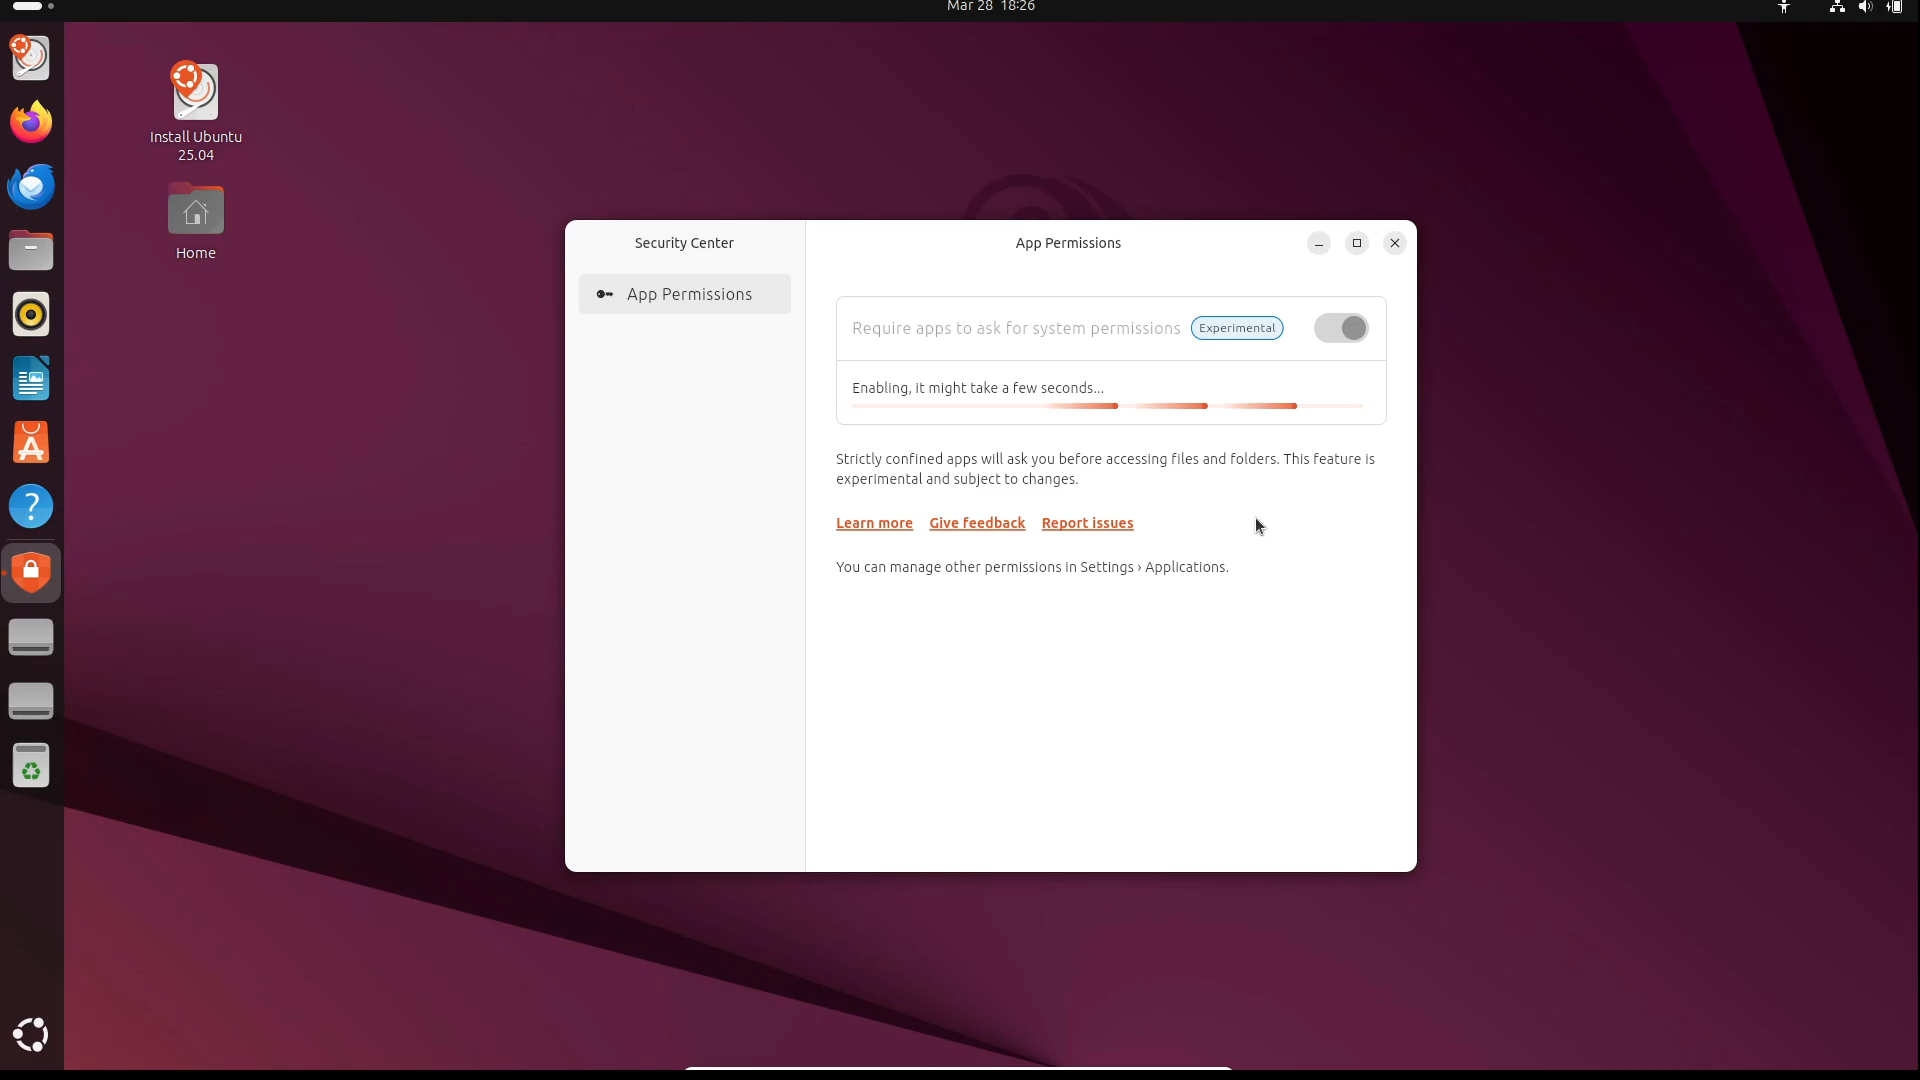 Mar 28 18:26
Install Ubuntu
25.04
Home
Security Center
App Permissions
App Permissions
Require apps to ask for system permissions Experimental
Enabling, it might take a few seconds...
Strictly confined apps will ask you before accessing files and folders. This feature is
experimental and subject to changes.
Learn more Give feedback Report issues
You can manage other permissions in Settings › Applications.